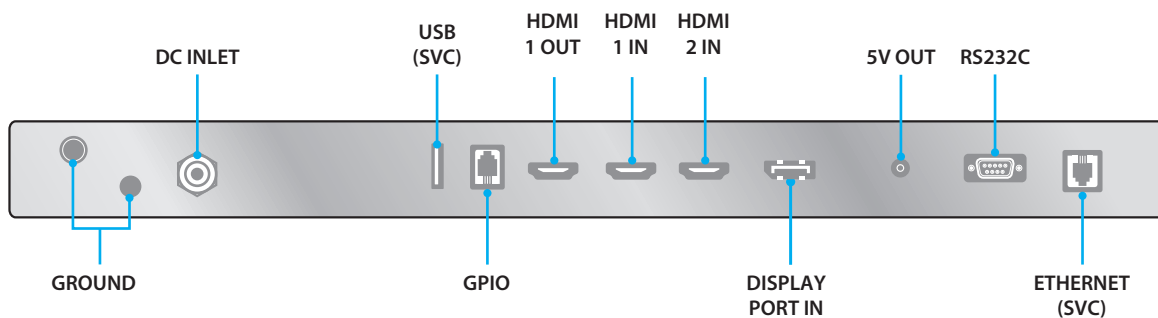 DC INLET
USB
(SVC)
HDMI
1 OUT
HDMI
1 IN
HDMI
2 IN
5V OUT
RS232C
GROUND
GPIO
DISPLAY
PORT IN
ETHERNET
(SVC)